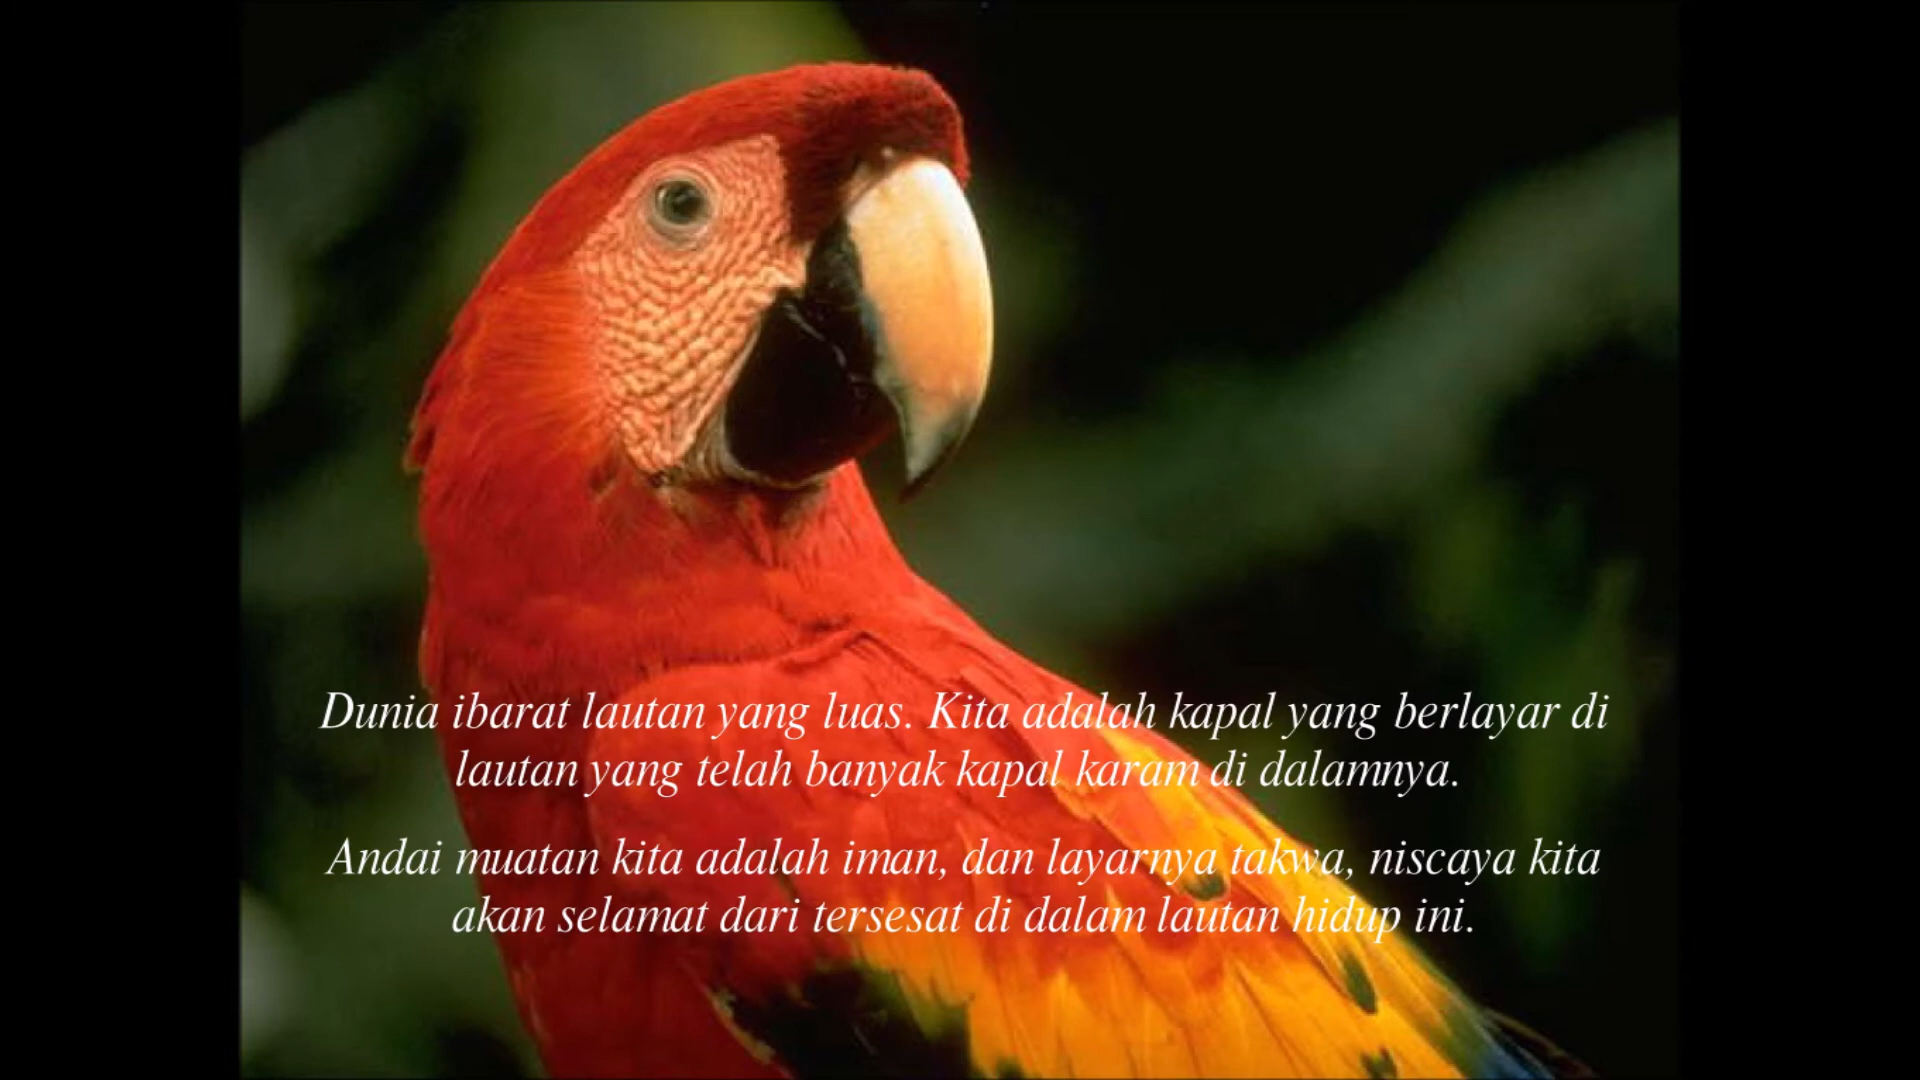 Dunia ibarat lautan yang luas. Kita adalah kapal yang berlayar di
lautan yang telah banyak kapal karam di dalamnya.
Andai muatan kita adalah iman, dan layarnya takwa, niscaya kita
akan selamat dari tersesat di dalam lautan hidup ini.